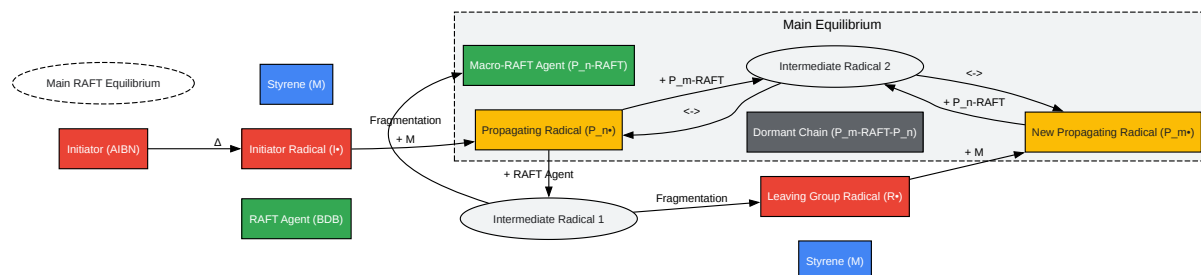 Main Equilibrium
Main RAFT Equilibrium
Styrene (M)
Macro-RAFT Agent (P_n-RAFT)
Intermediate Radical 2
+ P_m-RAFT
<->
<->
+ P_n-RAFT
Fragmentation
Initiator (AIBN)
Δ
Initiator Radical (I•)
+ M
Propagating Radical (P_n•)
Dormant Chain (P_m-RAFT-P_n)
New Propagating Radical (P_m•)
+ M
+ RAFT Agent
RAFT Agent (BDB)
Intermediate Radical 1
Fragmentation
Leaving Group Radical (R•)
Styrene (M)